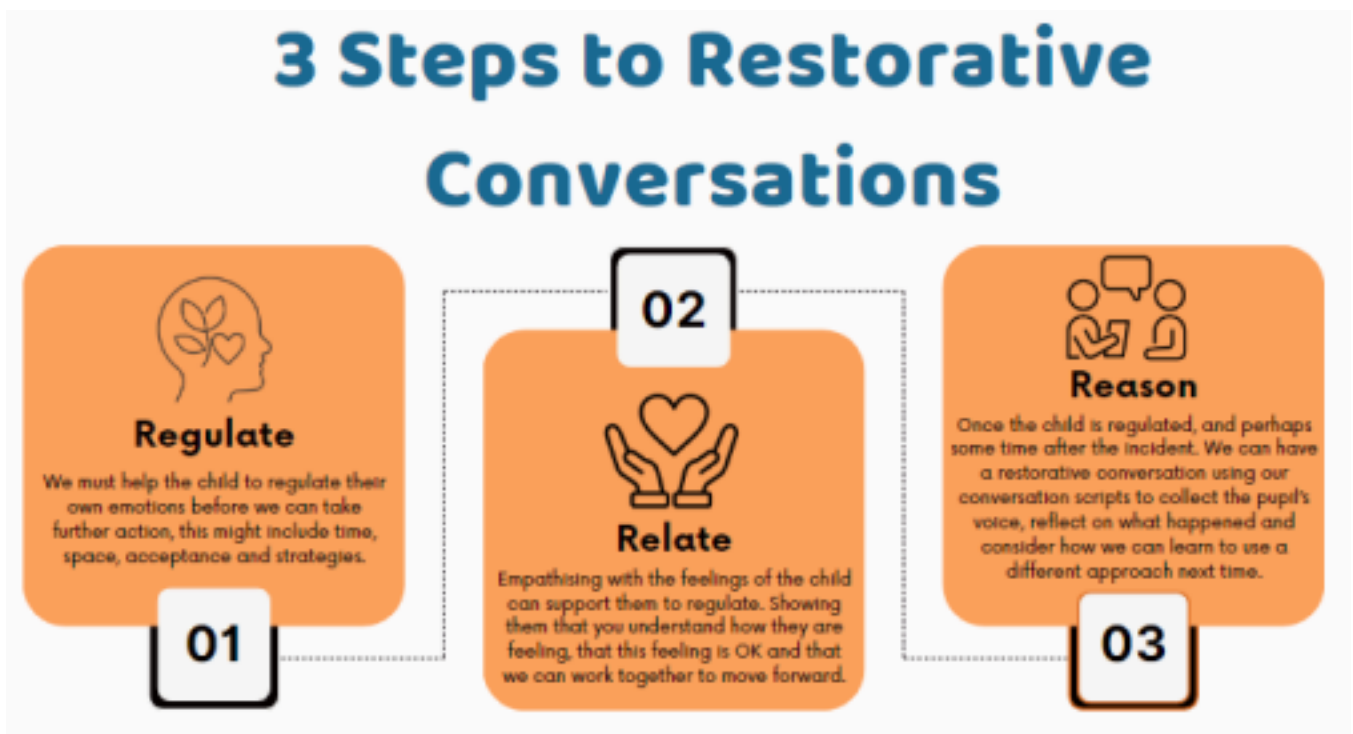 3 Steps to Restorative
Conversations
Regulate
We must help the child to regulate their
own emotions before we can take
further action, this might include time,
space, acceptance and strategies.
01
02
Relate
Empathising with the feelings of the child
can support them to regulate. Showing
them that you understand how they are
feeling, that this feeling is OK and that
we can work together to move forward.
Reason
Once the child is regulated, and perhaps
some time after the incident. We can have
a restorative conversation using our
conversation scripts to collect the pupil's
voice, reflect on what happened and
consider how we can learn to use a
different approach next time.
03